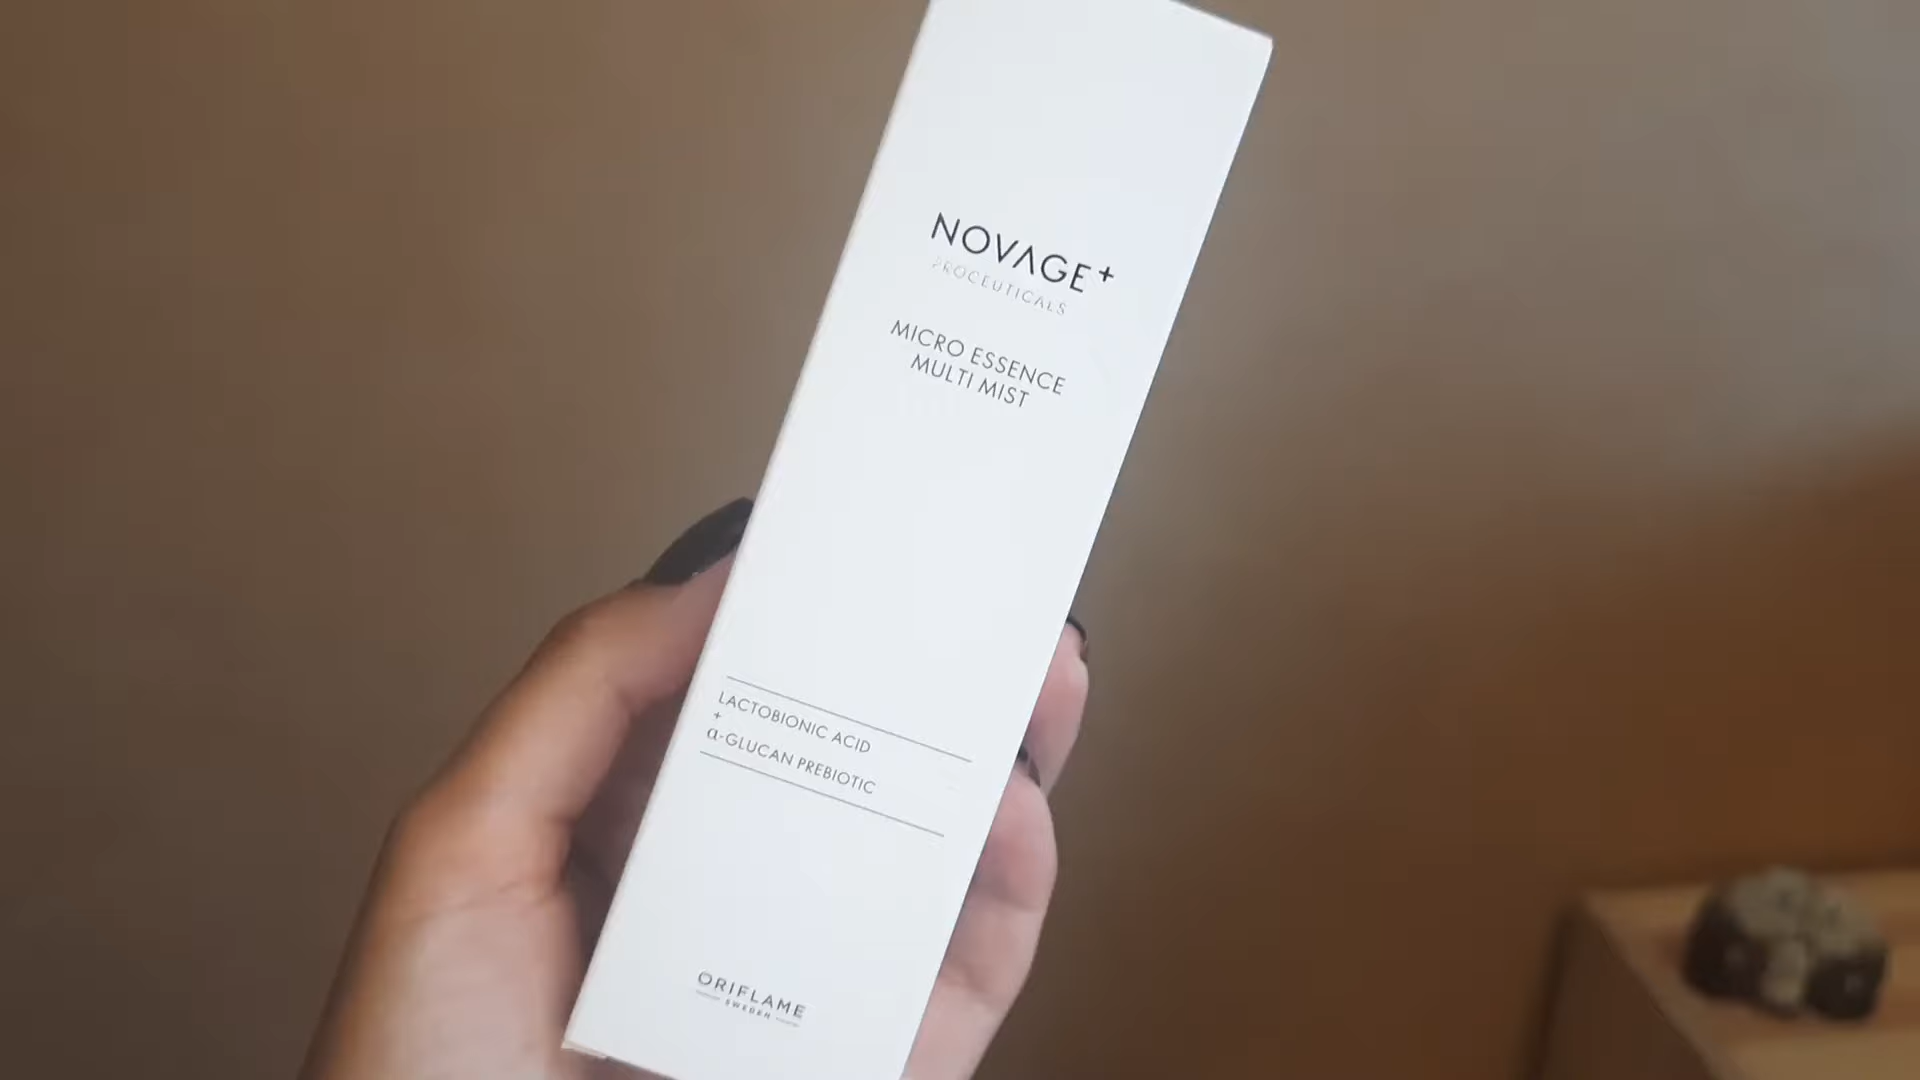 NOVAGE+
PROCEUTICALS
MICRO ESSENCE
MULTI MIST
LACTOBIONIC ACID
+
α-GLUCAN PREBIOTIC
ORIFLAME
SWEDEN